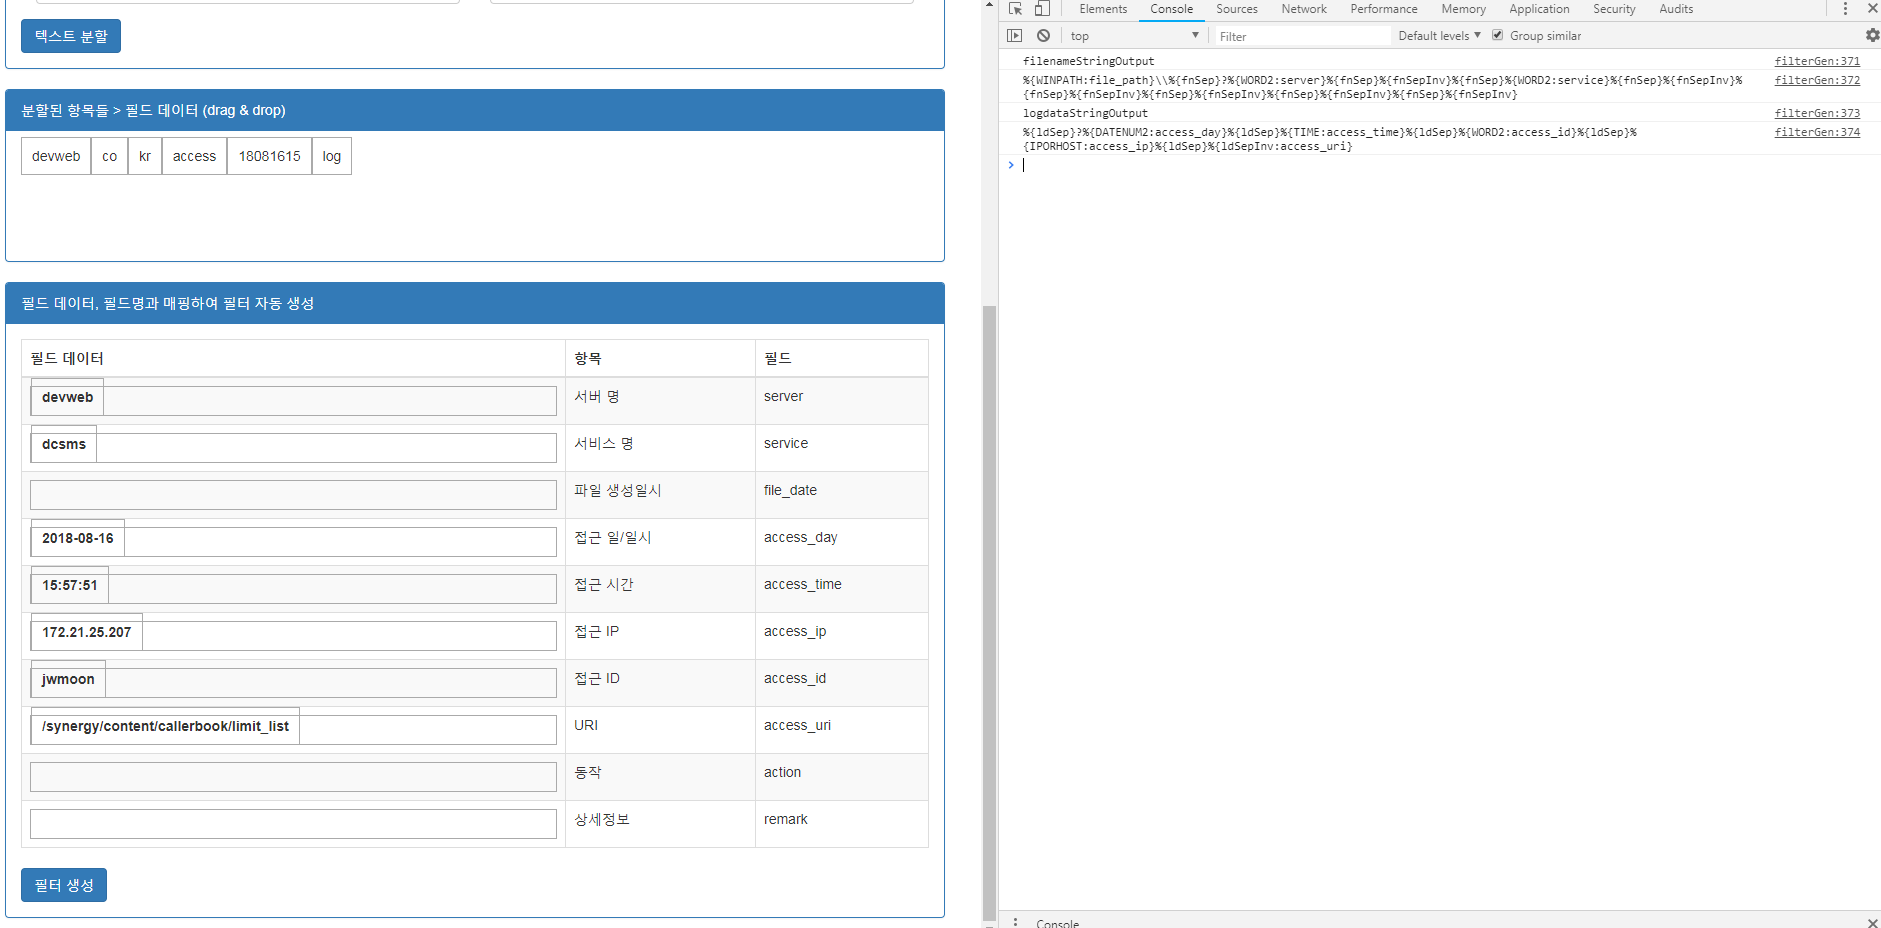 텍스트 분할
분할된 항목들 > 필드 데이터 (drag & drop)
devweb co kr access 18081615 log
필드 데이터, 필드명과 매핑하여 필터 자동 생성
필드 데이터 항목 필드
devweb 서버 명 server
dcsms 서비스 명 service
파일 생성일시 file_date
2018-08-16 접근 일/일시 access_day
15:57:51 접근 시간 access_time
172.21.25.207 접근 IP access_ip
jwmoon 접근 ID access_id
/synergy/content/callerbook/limit_list URI access_uri
동작 action
상세정보 remark
필터 생성
Elements Console Sources Network Performance Memory Application Security Audits
top Filter Default levels Group similar
filenameStringOutput filterGen:371
%{WINPATH:file_path}\\%{fnSep}?%{WORD2:server}%{fnSep}%{fnSepInv}%{fnSep}%{WORD2:service}%{fnSep}%{fnSepInv}% filterGen:372
{fnSep}%{fnSepInv}%{fnSep}%{fnSepInv}%{fnSep}%{fnSepInv}%{fnSep}%{fnSepInv}
logdataStringOutput filterGen:373
%{ldSep}?%{DATENUM2:access_day}%{ldSep}%{TIME:access_time}%{ldSep}%{WORD2:access_id}%{ldSep}% filterGen:374
{IPORHOST:access_ip}%{ldSep}%{ldSepInv:access_uri}
>
Console